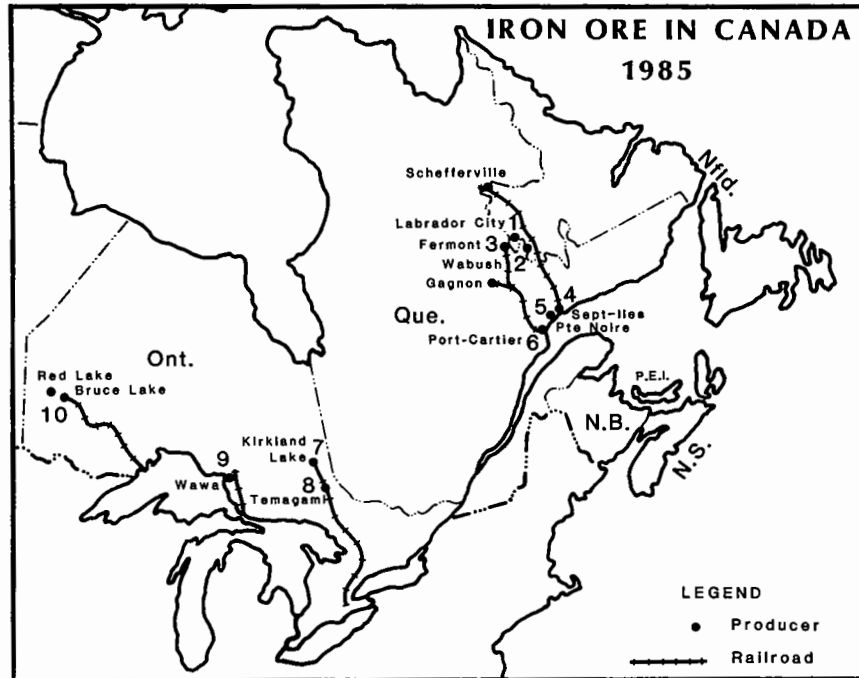 IRON ORE IN CANADA
1985
Nfld.
Schefferville
Labrador City 1
Fermont 3
2
Wabush
Gagnon
Que.
5 4
Sept-Iles
Pte Noire
Port-Cartier 6
Ont.
Red Lake
Bruce Lake
10
P.E.I.
N.B.
N.S.
9
Wawa
Kirkland 7
Lake
8
Temagami
LEGEND
Producer
Railroad